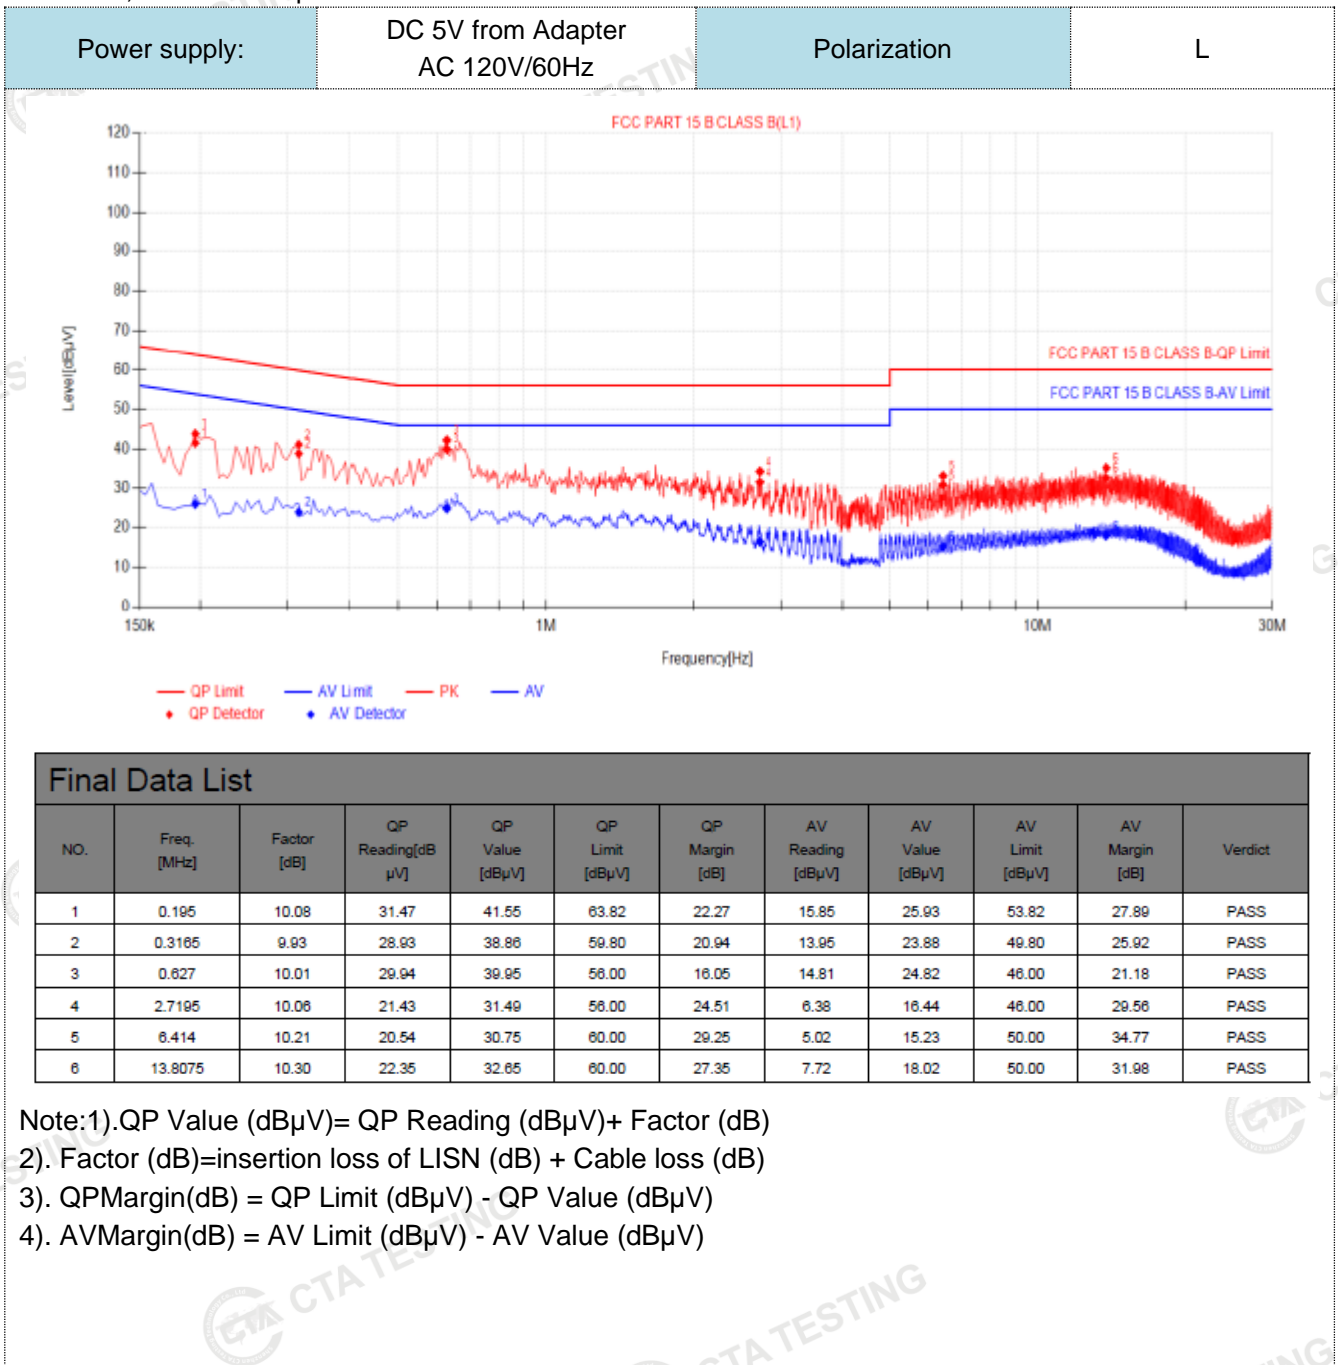 Power supply: DC 5V from Adapter AC 120V/60Hz Polarization L
FCC PART 15 B CLASS B(L1)
120
110
100
90
80
70
60
50
40
30
20
10
0
Level[dBµV]
FCC PART 15 B CLASS B-QP Limit
FCC PART 15 B CLASS B-AV Limit
150k 1M 10M 30M
Frequency[Hz]
QP Limit AV Limit PK AV
QP Detector AV Detector
Final Data List
NO. Freq. [MHz] Factor [dB] QP Reading[dBµV] QP Value [dBµV] QP Limit [dBµV] QP Margin [dB] AV Reading [dBµV] AV Value [dBµV] AV Limit [dBµV] AV Margin [dB] Verdict
1 0.195 10.08 31.47 41.55 63.82 22.27 15.85 25.93 53.82 27.89 PASS
2 0.3165 9.93 28.93 38.86 59.80 20.94 13.95 23.88 49.80 25.92 PASS
3 0.627 10.01 29.94 39.95 56.00 16.05 14.81 24.82 46.00 21.18 PASS
4 2.7195 10.06 21.43 31.49 56.00 24.51 6.38 16.44 46.00 29.56 PASS
5 6.414 10.21 20.54 30.75 60.00 29.25 5.02 15.23 50.00 34.77 PASS
6 13.8075 10.30 22.35 32.65 60.00 27.35 7.72 18.02 50.00 31.98 PASS
Note:1).QP Value (dBµV)= QP Reading (dBµV)+ Factor (dB)
2). Factor (dB)=insertion loss of LISN (dB) + Cable loss (dB)
3). QPMargin(dB) = QP Limit (dBµV) - QP Value (dBµV)
4). AVMargin(dB) = AV Limit (dBµV) - AV Value (dBµV)
CTA TESTING
CTA TESTING